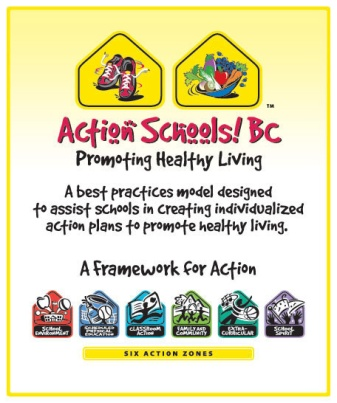 TM
Action Schools! BC
Promoting Healthy Living
A best practices model designed
to assist schools in creating individualized
action plans to promote healthy living.
A Framework for Action
SCHOOL ENVIRONMENT
SCHEDULED PHYSICAL EDUCATION
CLASSROOM ACTION
FAMILY AND COMMUNITY
EXTRA-CURRICULAR
SCHOOL SPIRIT
SIX ACTION ZONES